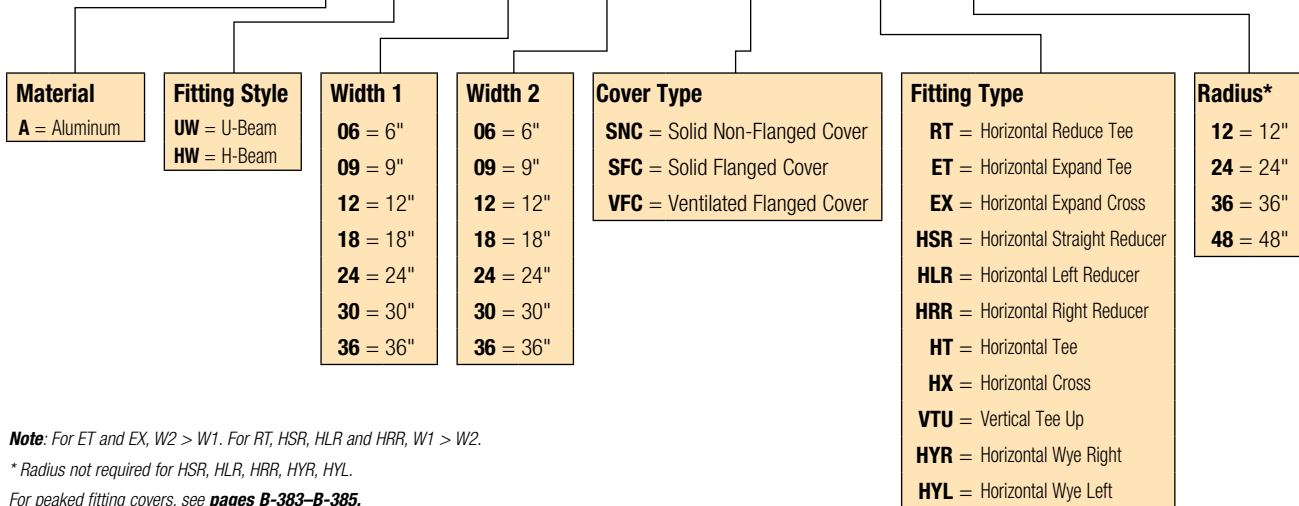 Material
A = Aluminum
Fitting Style
UW = U-Beam
HW = H-Beam
Width 1
06 = 6"
09 = 9"
12 = 12"
18 = 18"
24 = 24"
30 = 30"
36 = 36"
Width 2
06 = 6"
09 = 9"
12 = 12"
18 = 18"
24 = 24"
30 = 30"
36 = 36"
Cover Type
SNC = Solid Non-Flanged Cover
SFC = Solid Flanged Cover
VFC = Ventilated Flanged Cover
Fitting Type
RT = Horizontal Reduce Tee
ET = Horizontal Expand Tee
EX = Horizontal Expand Cross
HSR = Horizontal Straight Reducer
HLR = Horizontal Left Reducer
HRR = Horizontal Right Reducer
HT = Horizontal Tee
HX = Horizontal Cross
VTU = Vertical Tee Up
HYR = Horizontal Wye Right
HYL = Horizontal Wye Left
Radius*
12 = 12"
24 = 24"
36 = 36"
48 = 48"
Note: For ET and EX, W2 > W1. For RT, HSR, HLR and HRR, W1 > W2.
* Radius not required for HSR, HLR, HRR, HYR, HYL.
For peaked fitting covers, see pages B-383–B-385.